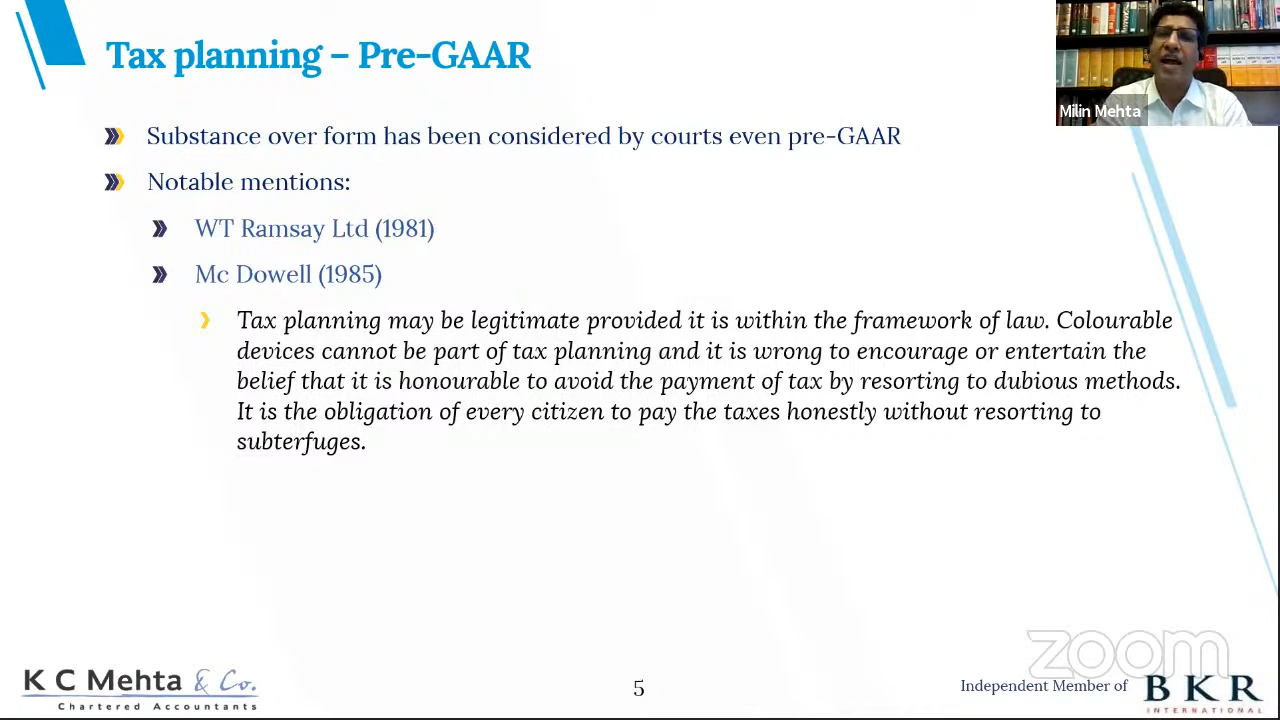 Tax planning – Pre-GAAR
Milin Mehta
Substance over form has been considered by courts even pre-GAAR
Notable mentions:
WT Ramsay Ltd (1981)
Mc Dowell (1985)
Tax planning may be legitimate provided it is within the framework of law. Colourable
devices cannot be part of tax planning and it is wrong to encourage or entertain the
belief that it is honourable to avoid the payment of tax by resorting to dubious methods.
It is the obligation of every citizen to pay the taxes honestly without resorting to
subterfuges.
zoom
K C Mehta & Co.
Chartered Accountants
5
Independent Member of
BKR
INTERNATIONAL